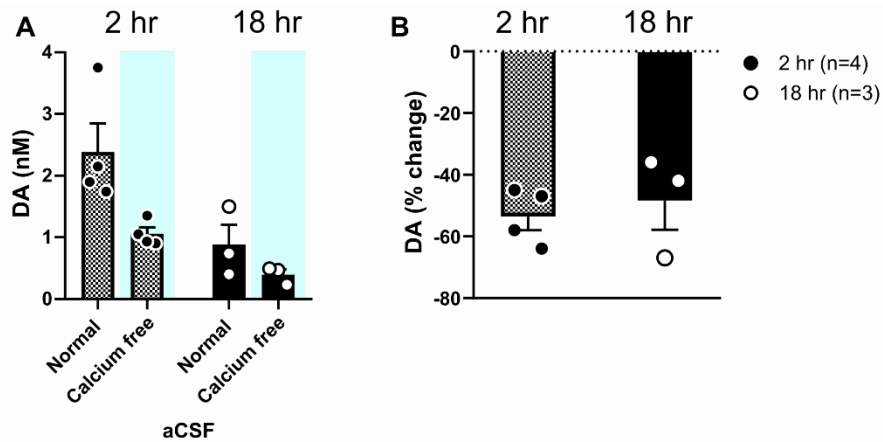 A
2 hr
18 hr
DA (nM)
4
3
2
1
0
Normal
Calcium free
Normal
Calcium free
aCSF
B
2 hr
18 hr
DA (% change)
0
-20
-40
-60
-80
2 hr (n=4)
18 hr (n=3)